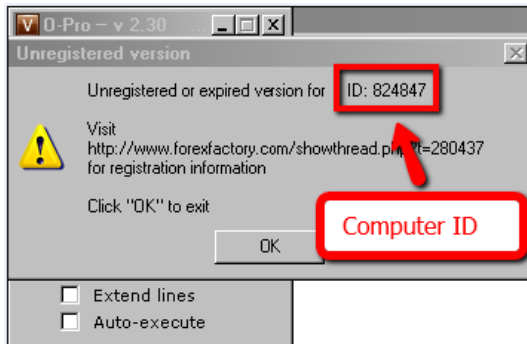 V O-Pro – v 2.30
Unregistered version
Unregistered or expired version for ID: 824847
Visit
http://www.forexfactory.com/showthread.php?t=280437
for registration information
Click "OK" to exit
OK
Computer ID
Extend lines
Auto-execute